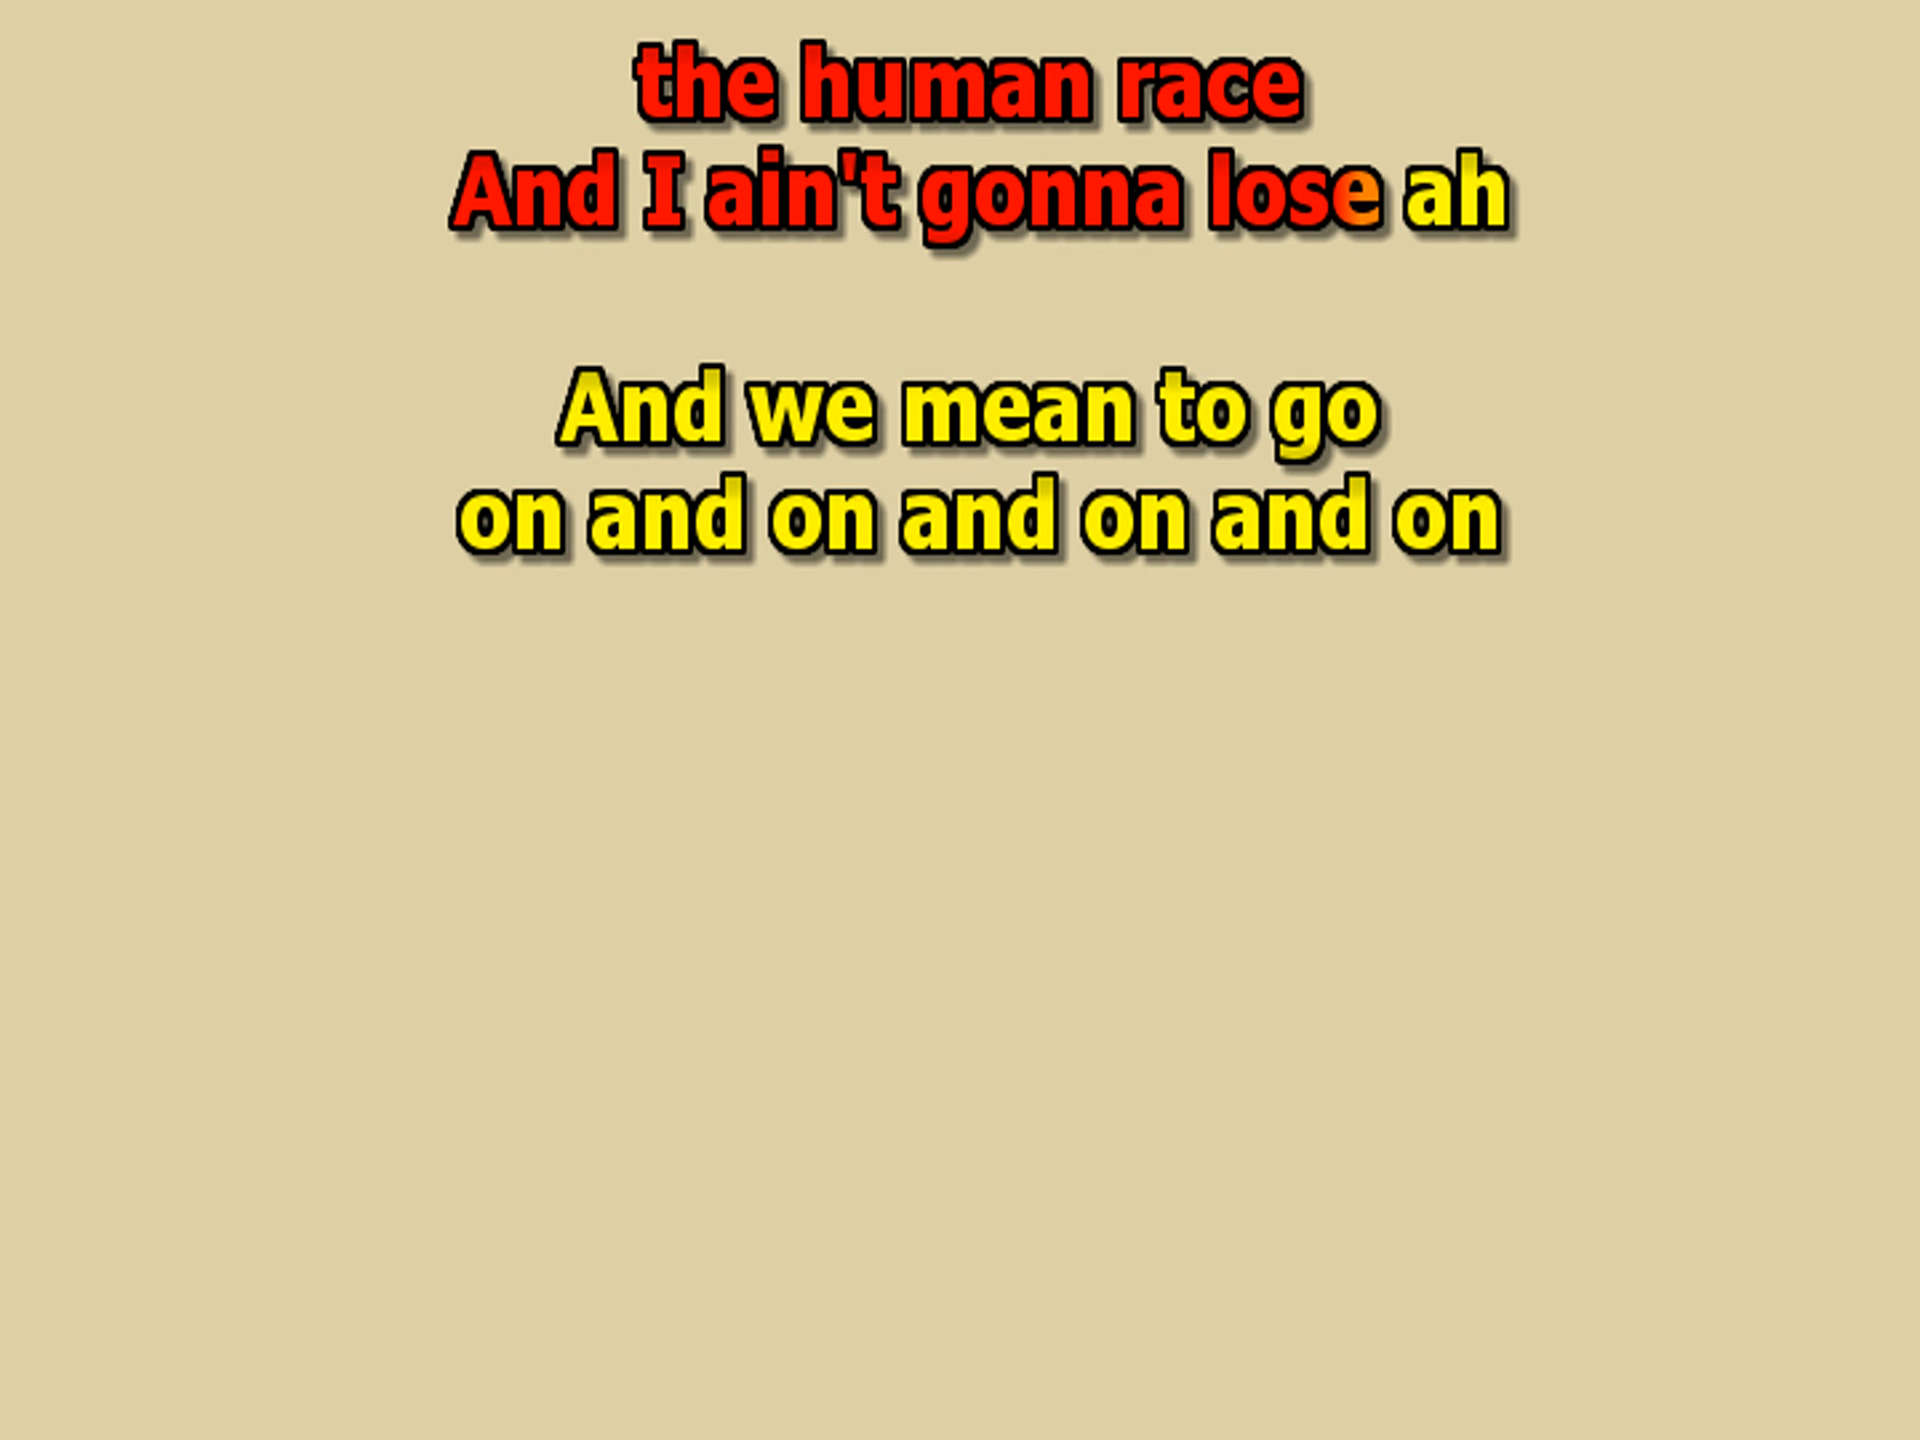 the human race
And I ain't gonna lose ah
And we mean to go
on and on and on and on